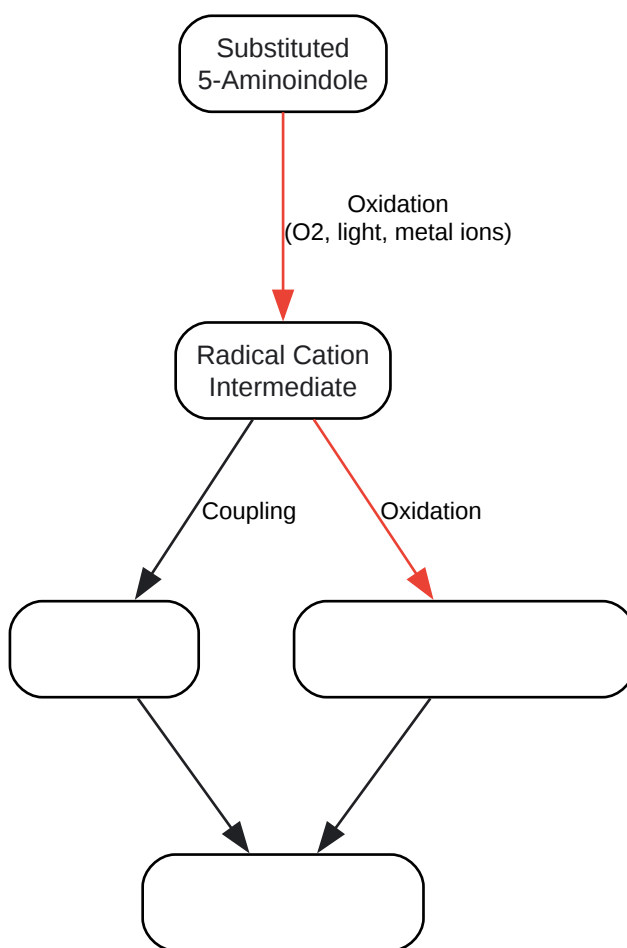 Substituted
5-Aminoindole
Oxidation
(O2, light, metal ions)
Radical Cation
Intermediate
Coupling
Oxidation